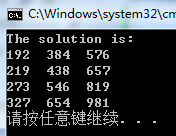 C:\Windows\system32\cm
The solution is:
192 384 576
219 438 657
273 546 819
327 654 981
请按任意键继续. . .